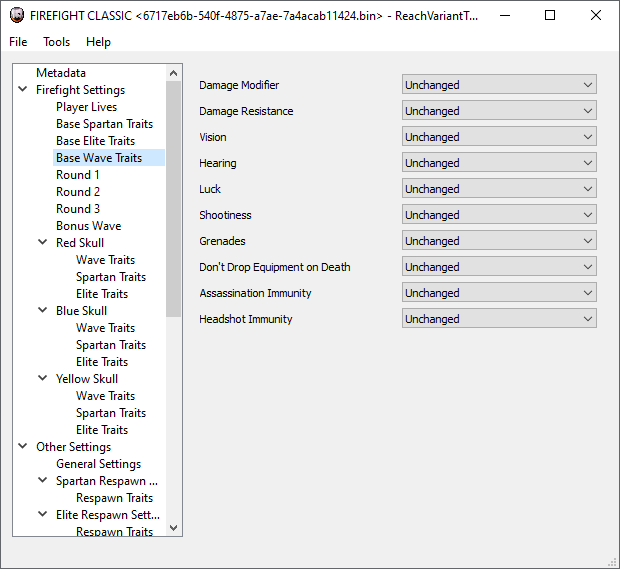 FIREFIGHT CLASSIC <6717eb6b-540f-4875-a7ae-7a4acab11424.bin> - ReachVariantT...
File Tools Help
Metadata
Firefight Settings
Player Lives
Base Spartan Traits
Base Elite Traits
Base Wave Traits
Round 1
Round 2
Round 3
Bonus Wave
Red Skull
Wave Traits
Spartan Traits
Elite Traits
Blue Skull
Wave Traits
Spartan Traits
Elite Traits
Yellow Skull
Wave Traits
Spartan Traits
Elite Traits
Other Settings
General Settings
Spartan Respawn ...
Respawn Traits
Elite Respawn Sett...
Respawn Traits
Damage Modifier Unchanged
Damage Resistance Unchanged
Vision Unchanged
Hearing Unchanged
Luck Unchanged
Shootiness Unchanged
Grenades Unchanged
Don't Drop Equipment on Death Unchanged
Assassination Immunity Unchanged
Headshot Immunity Unchanged